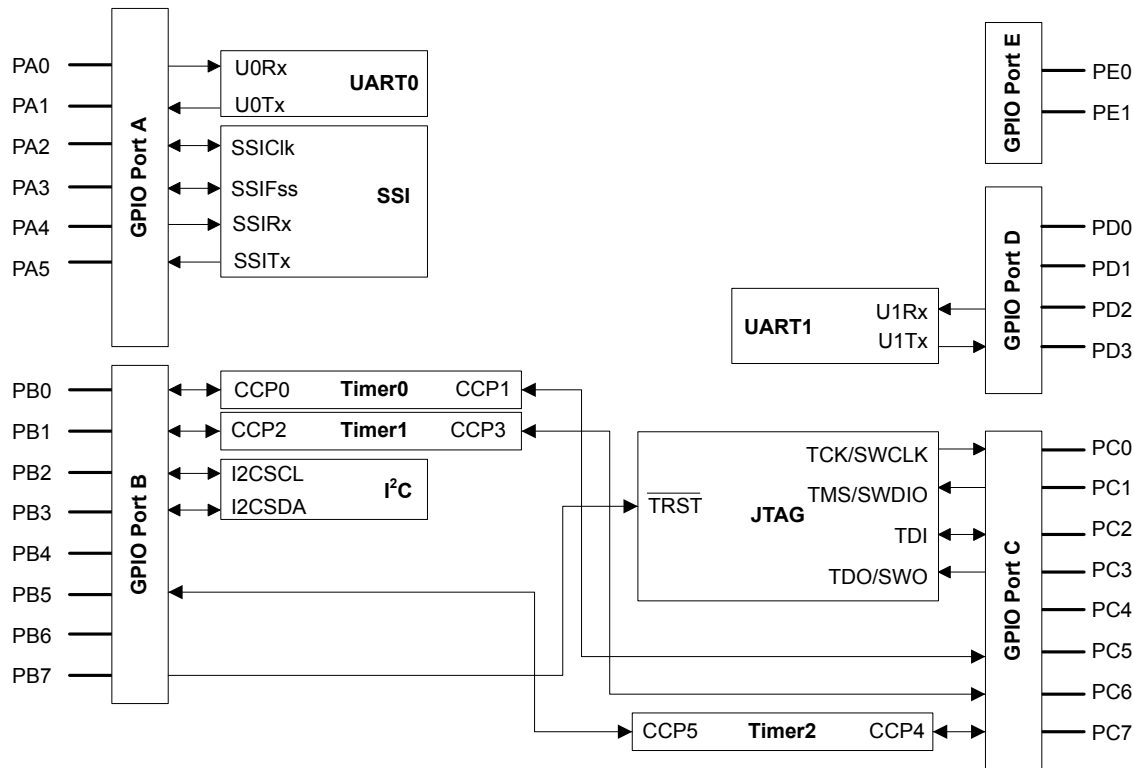 PA0
PA1
PA2
PA3
PA4
PA5
GPIO Port A
U0Rx
U0Tx
UART0
SSIClk
SSIFss
SSIRx
SSITx
SSI
GPIO Port E
PE0
PE1
GPIO Port D
PD0
PD1
PD2
PD3
UART1
U1Rx
U1Tx
PB0
PB1
PB2
PB3
PB4
PB5
PB6
PB7
GPIO Port B
CCP0 Timer0 CCP1
CCP2 Timer1 CCP3
I2CSCL
I2CSDA
I²C
TRST
JTAG
TCK/SWCLK
TMS/SWDIO
TDI
TDO/SWO
GPIO Port C
PC0
PC1
PC2
PC3
PC4
PC5
PC6
PC7
CCP5 Timer2 CCP4